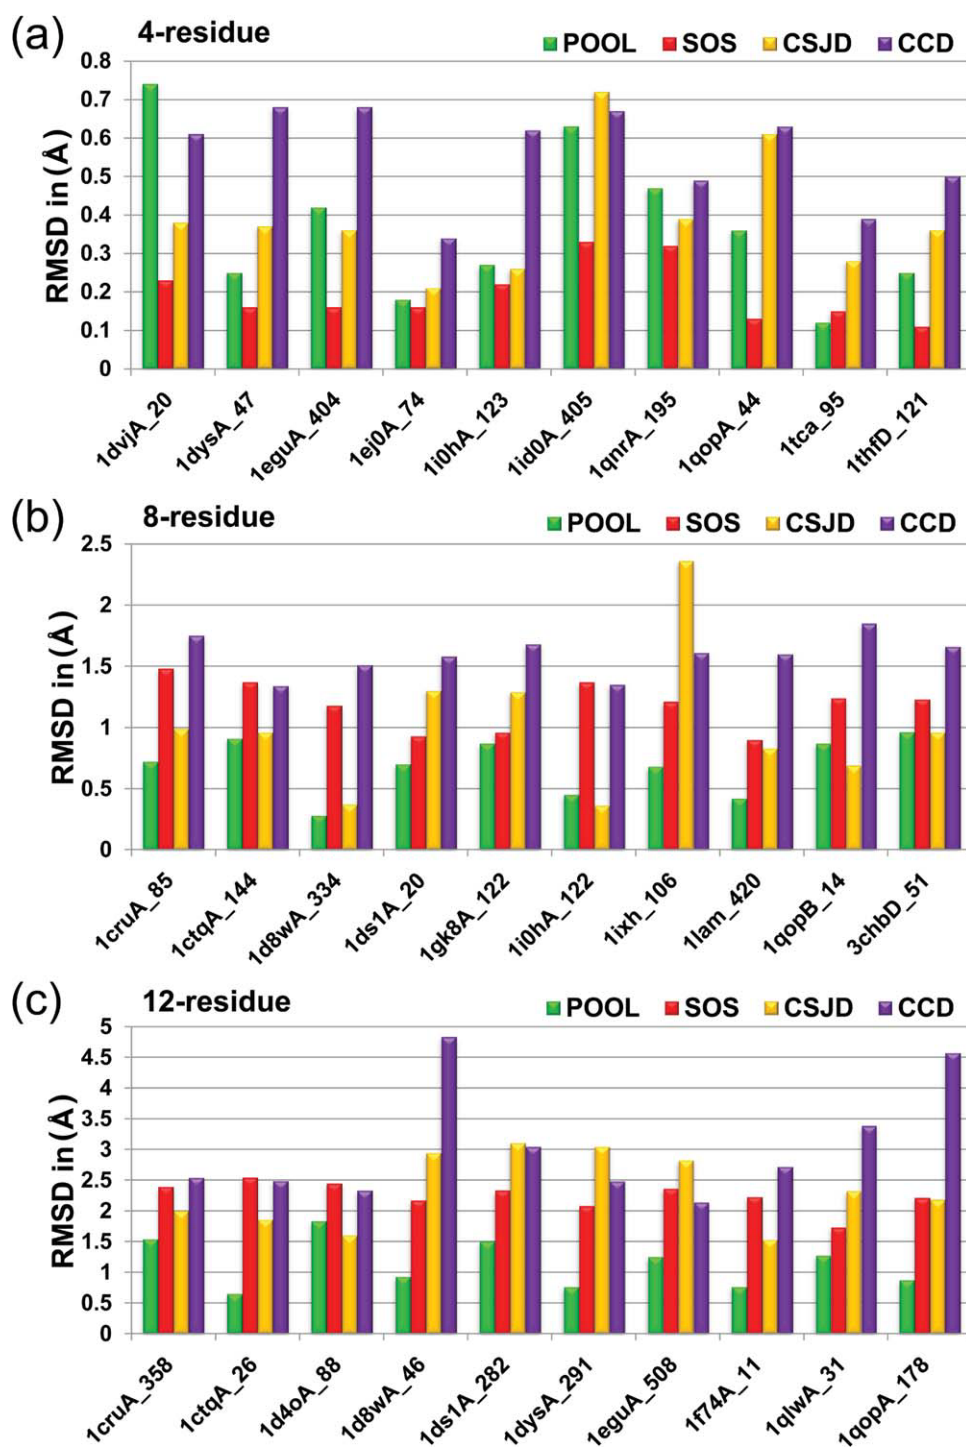 (a) 4-residue
POOL SOS CSJD CCD
RMSD in (Å)
0.8
0.7
0.6
0.5
0.4
0.3
0.2
0.1
0
1dvjA_20 1dysA_47 1eguA_404 1ej0A_74 1i0hA_123 1id0A_405 1qnrA_195 1qopA_44 1tca_95 1thfD_121
(b) 8-residue
POOL SOS CSJD CCD
RMSD in (Å)
2.5
2
1.5
1
0.5
0
1cruA_85 1ctqA_144 1d8wA_334 1ds1A_20 1gk8A_122 1i0hA_122 1ixh_106 1lam_420 1qopB_14 3chbD_51
(c) 12-residue
POOL SOS CSJD CCD
RMSD in (Å)
5
4.5
4
3.5
3
2.5
2
1.5
1
0.5
0
1cruA_358 1ctqA_26 1d4oA_88 1d8wA_46 1ds1A_282 1dysA_291 1eguA_508 1f74A_11 1qlwA_31 1qopA_178